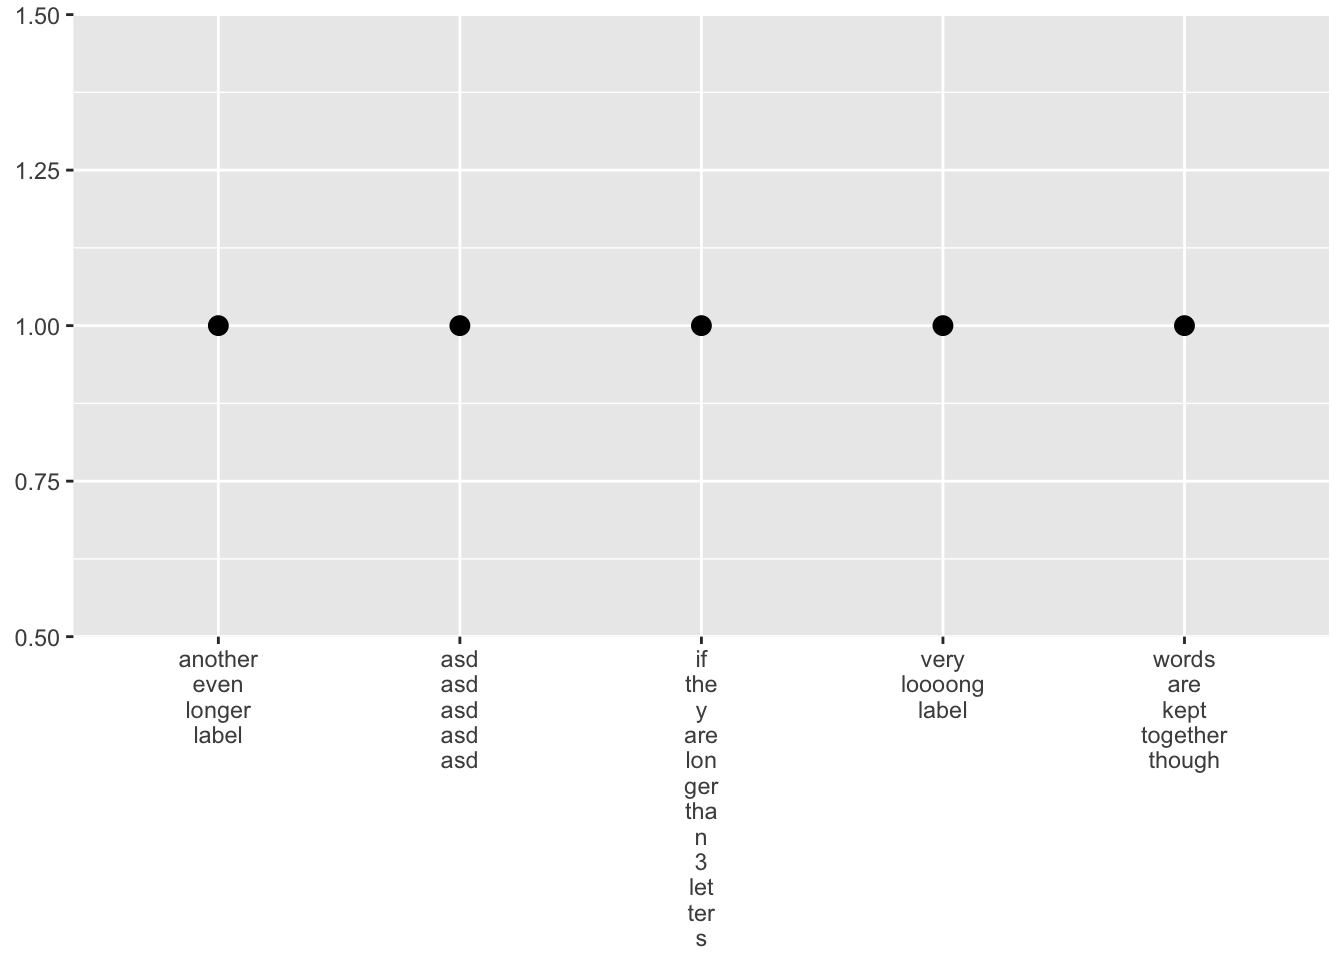 1.50
1.25
1.00
0.75
0.50
another
even
longer
label
asd
asd
asd
asd
asd
if
the
y
are
lon
ger
tha
n
3
let
ter
s
very
loooong
label
words
are
kept
together
though